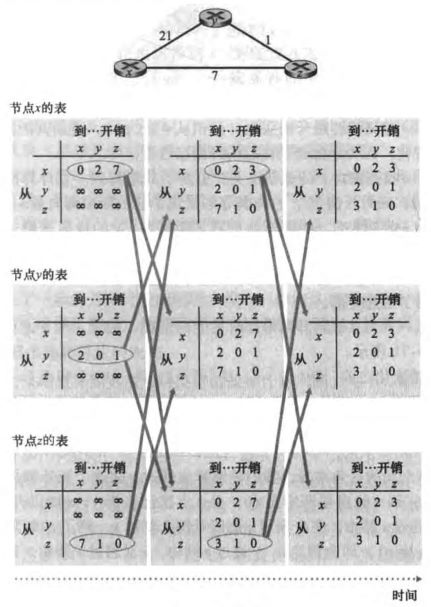 y
21
1
x
7
z
节点x的表
到…开销
x y z
x 0 2 7
从 y ∞ ∞ ∞
z ∞ ∞ ∞
到…开销
x y z
x 0 2 3
从 y 2 0 1
z 7 1 0
到…开销
x y z
x 0 2 3
从 y 2 0 1
z 3 1 0
节点y的表
到…开销
x y z
x ∞ ∞ ∞
从 y 2 0 1
z ∞ ∞ ∞
到…开销
x y z
x 0 2 7
从 y 2 0 1
z 7 1 0
到…开销
x y z
x 0 2 3
从 y 2 0 1
z 3 1 0
节点z的表
到…开销
x y z
x ∞ ∞ ∞
从 y ∞ ∞ ∞
z 7 1 0
到…开销
x y z
x 0 2 7
从 y 2 0 1
z 3 1 0
到…开销
x y z
x 0 2 3
从 y 2 0 1
z 3 1 0
时间